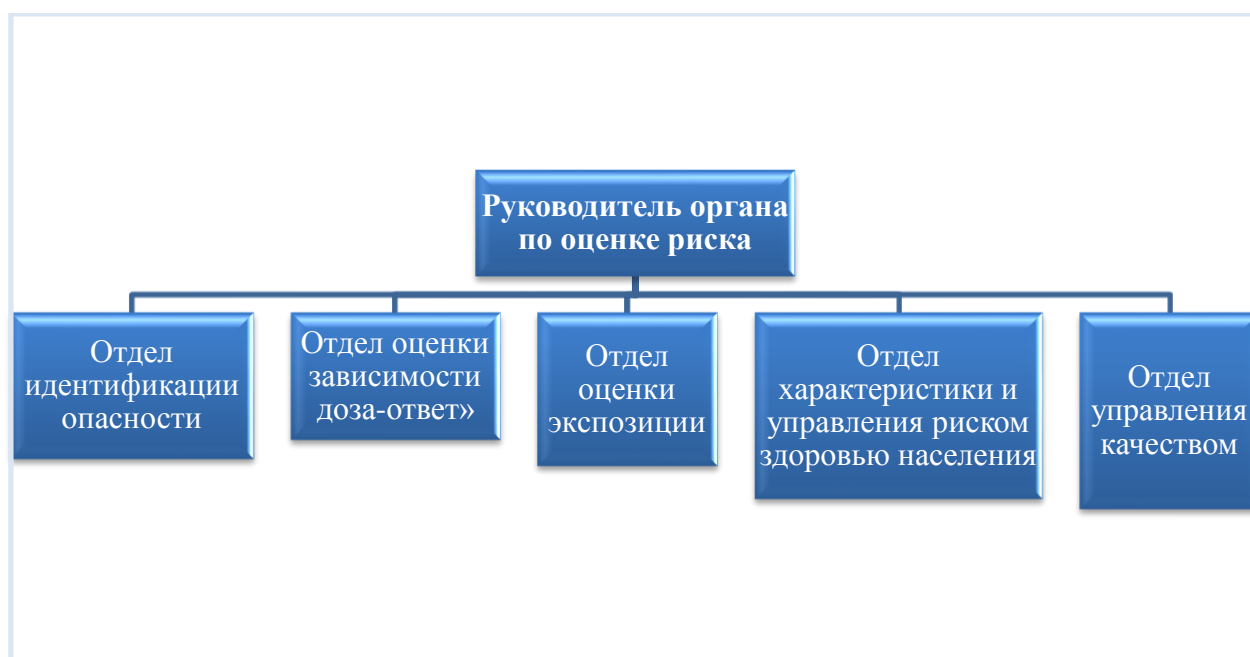 Руководитель органа
по оценке риска
Отдел
идентификации
опасности
Отдел оценки
зависимости
доза-ответ»
Отдел
оценки
экспозиции
Отдел
характеристики и
управления риском
здоровью населения
Отдел
управления
качеством